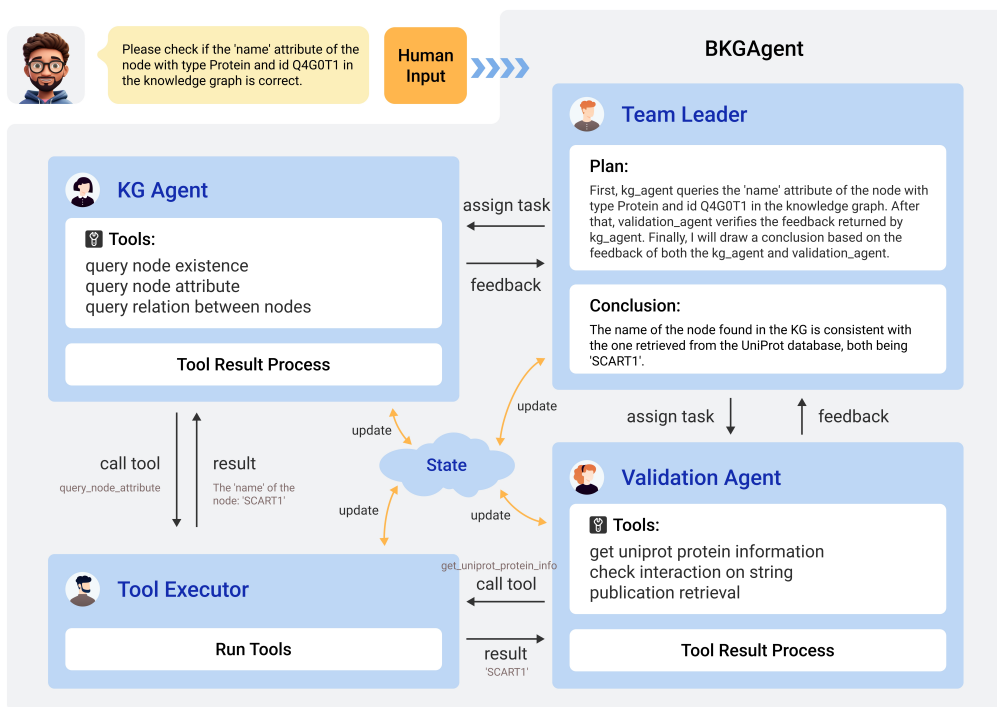 Please check if the 'name' attribute of the
node with type Protein and id Q4G0T1 in
the knowledge graph is correct.
Human
Input
BKGAgent
Team Leader
Plan:
First, kg_agent queries the 'name' attribute of the node with
type Protein and id Q4G0T1 in the knowledge graph. After
that, validation_agent verifies the feedback returned by
kg_agent. Finally, I will draw a conclusion based on the
feedback of both the kg_agent and validation_agent.
Conclusion:
The name of the node found in the KG is consistent with
the one retrieved from the UniProt database, both being
'SCART1'.
KG Agent
Tools:
query node existence
query node attribute
query relation between nodes
Tool Result Process
assign task
feedback
update
update
State
update
update
assign task
feedback
call tool
query_node_attribute
result
The 'name' of the
node: 'SCART1'
Validation Agent
Tools:
get uniprot protein information
check interaction on string
publication retrieval
Tool Result Process
get_uniprot_protein_info
call tool
result
'SCART1'
Tool Executor
Run Tools